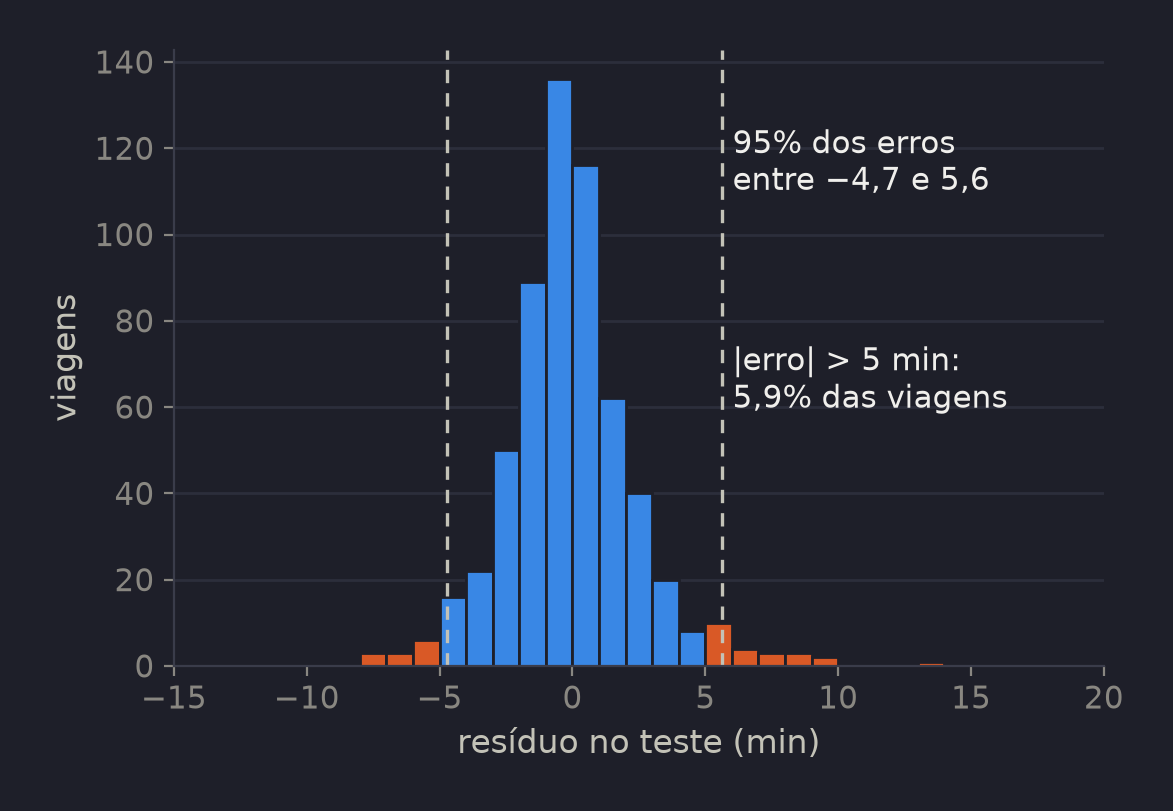 140
120
100
80
60
40
20
0
viagens
95% dos erros
entre −4,7 e 5,6
|erro| > 5 min:
5,9% das viagens
−15 −10 −5 0 5 10 15 20
resíduo no teste (min)